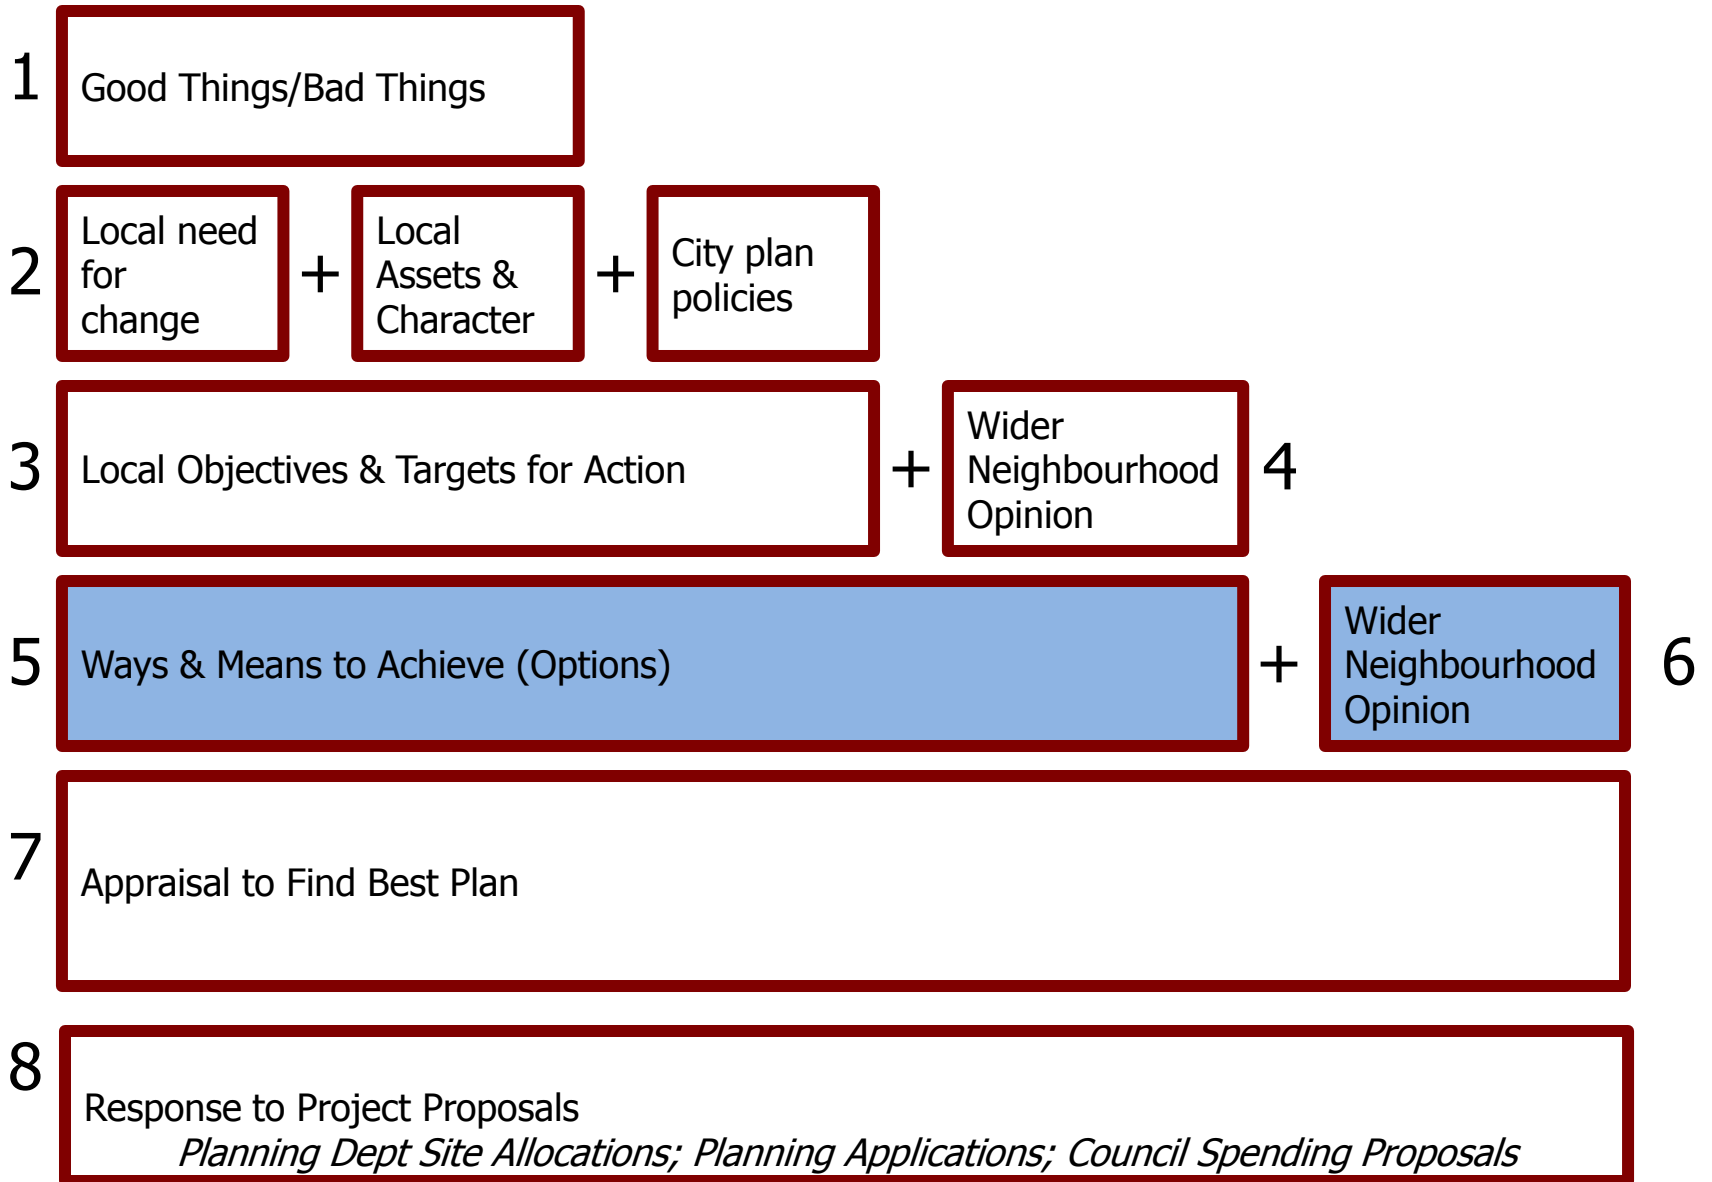 1
Good Things/Bad Things
2
Local need
for
change
+
Local
Assets &
Character
+
City plan
policies
3
Local Objectives & Targets for Action
+
Wider
Neighbourhood
Opinion
4
5
Ways & Means to Achieve (Options)
+
Wider
Neighbourhood
Opinion
6
7
Appraisal to Find Best Plan
8
Response to Project Proposals
Planning Dept Site Allocations; Planning Applications; Council Spending Proposals